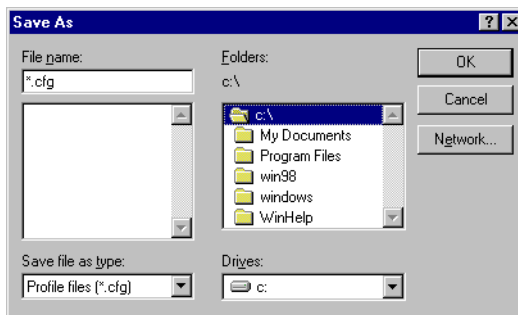 Save As
File name:
*.cfg
Folders:
c:\
c:\
My Documents
Program Files
win98
windows
WinHelp
OK
Cancel
Network...
Save file as type:
Profile files (*.cfg)
Drives:
c: